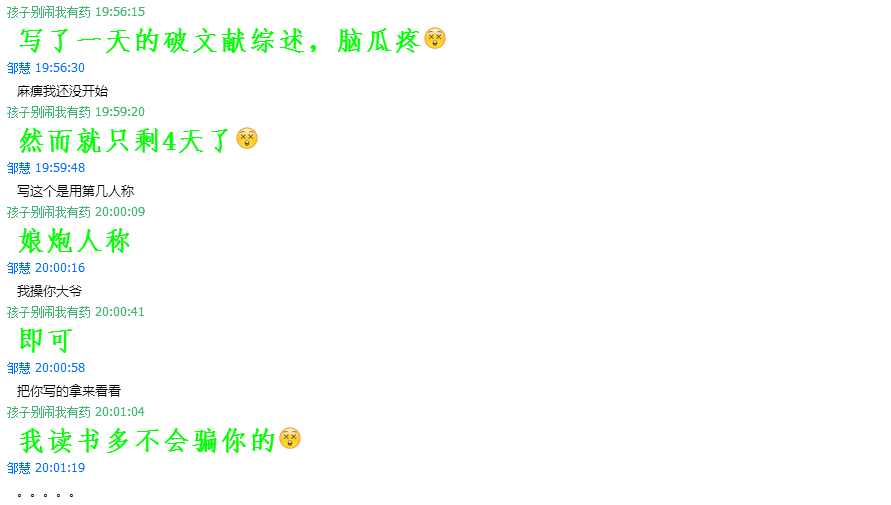 孩子别闹我有药 19:56:15
写了一天的破文献综述，脑瓜疼
邹慧 19:56:30
麻痹我还没开始
孩子别闹我有药 19:59:20
然而就只剩4天了
邹慧 19:59:48
写这个是用第几人称
孩子别闹我有药 20:00:09
娘炮人称
邹慧 20:00:16
我操你大爷
孩子别闹我有药 20:00:41
即可
邹慧 20:00:58
把你写的拿来看看
孩子别闹我有药 20:01:04
我读书多不会骗你的
邹慧 20:01:19
。。。。。